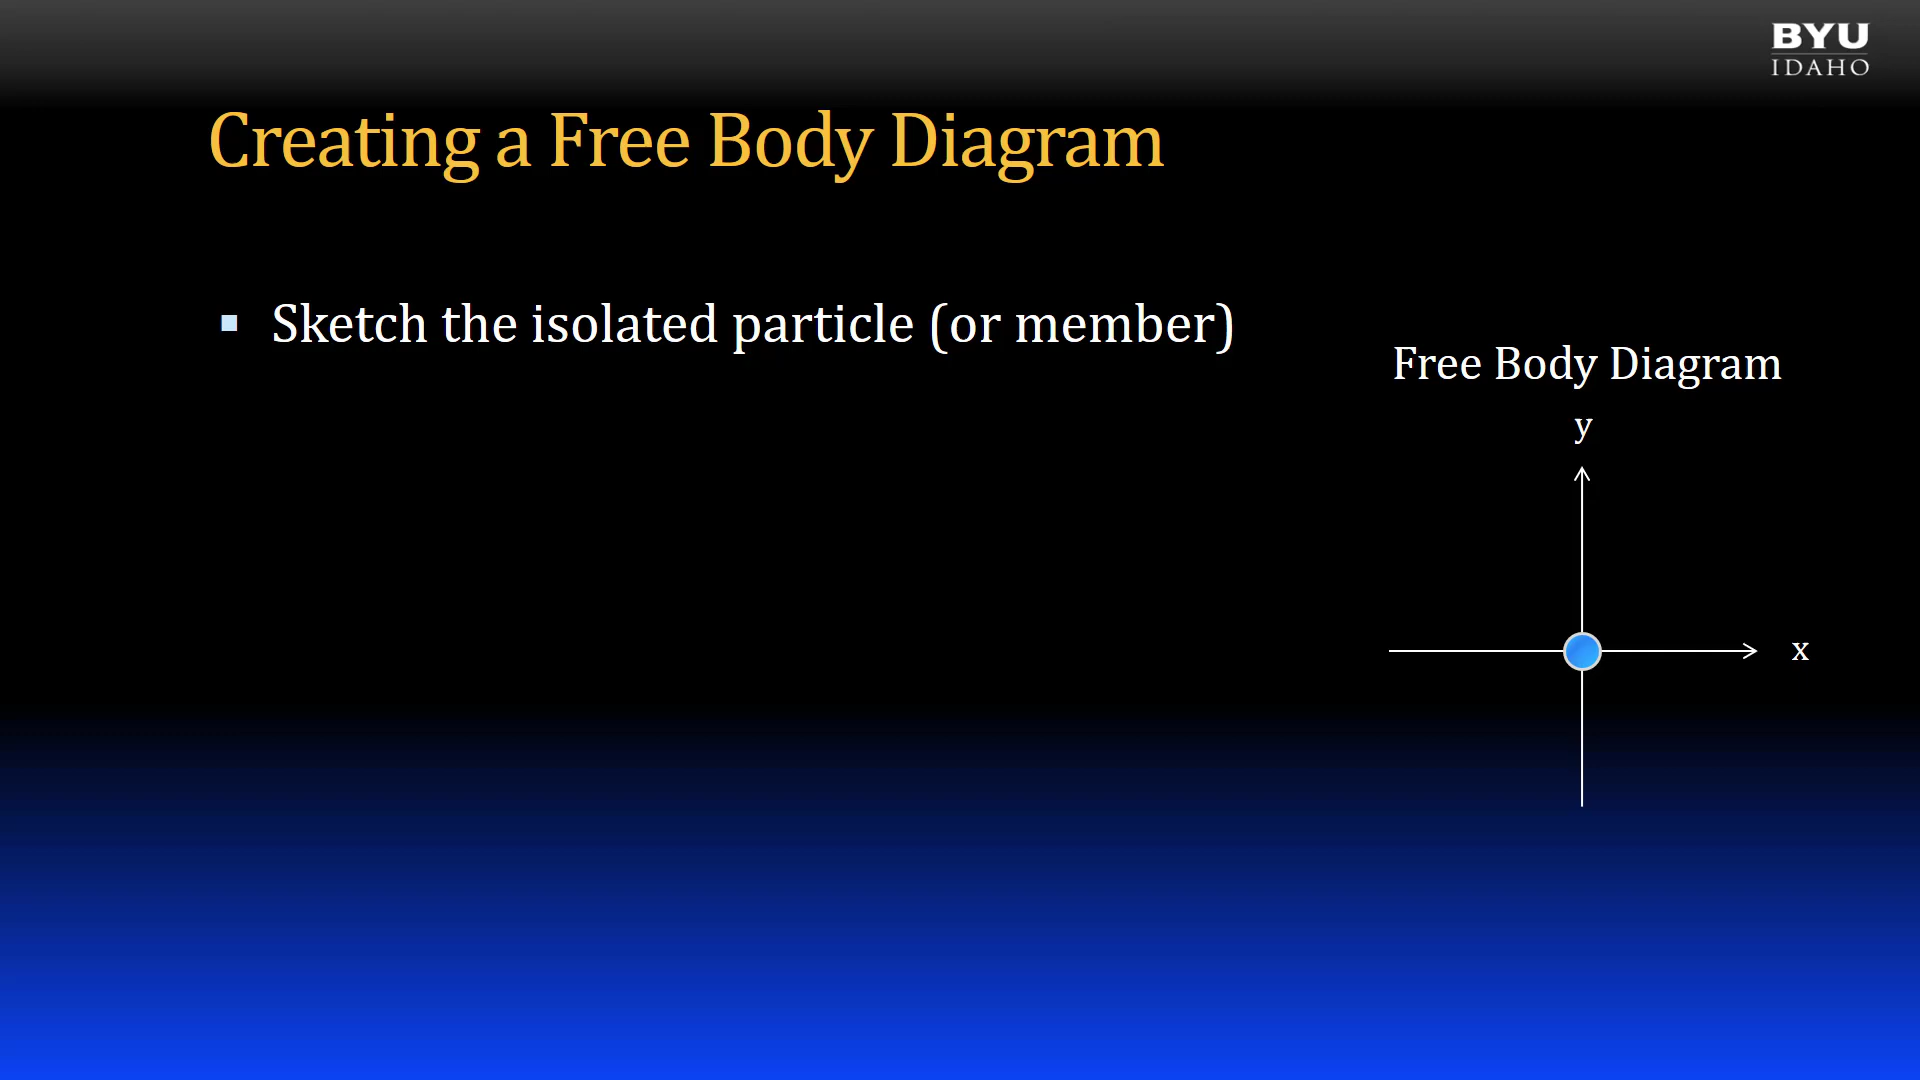 BYU
IDAHO
Creating a Free Body Diagram
Sketch the isolated particle (or member)
Free Body Diagram
y
x